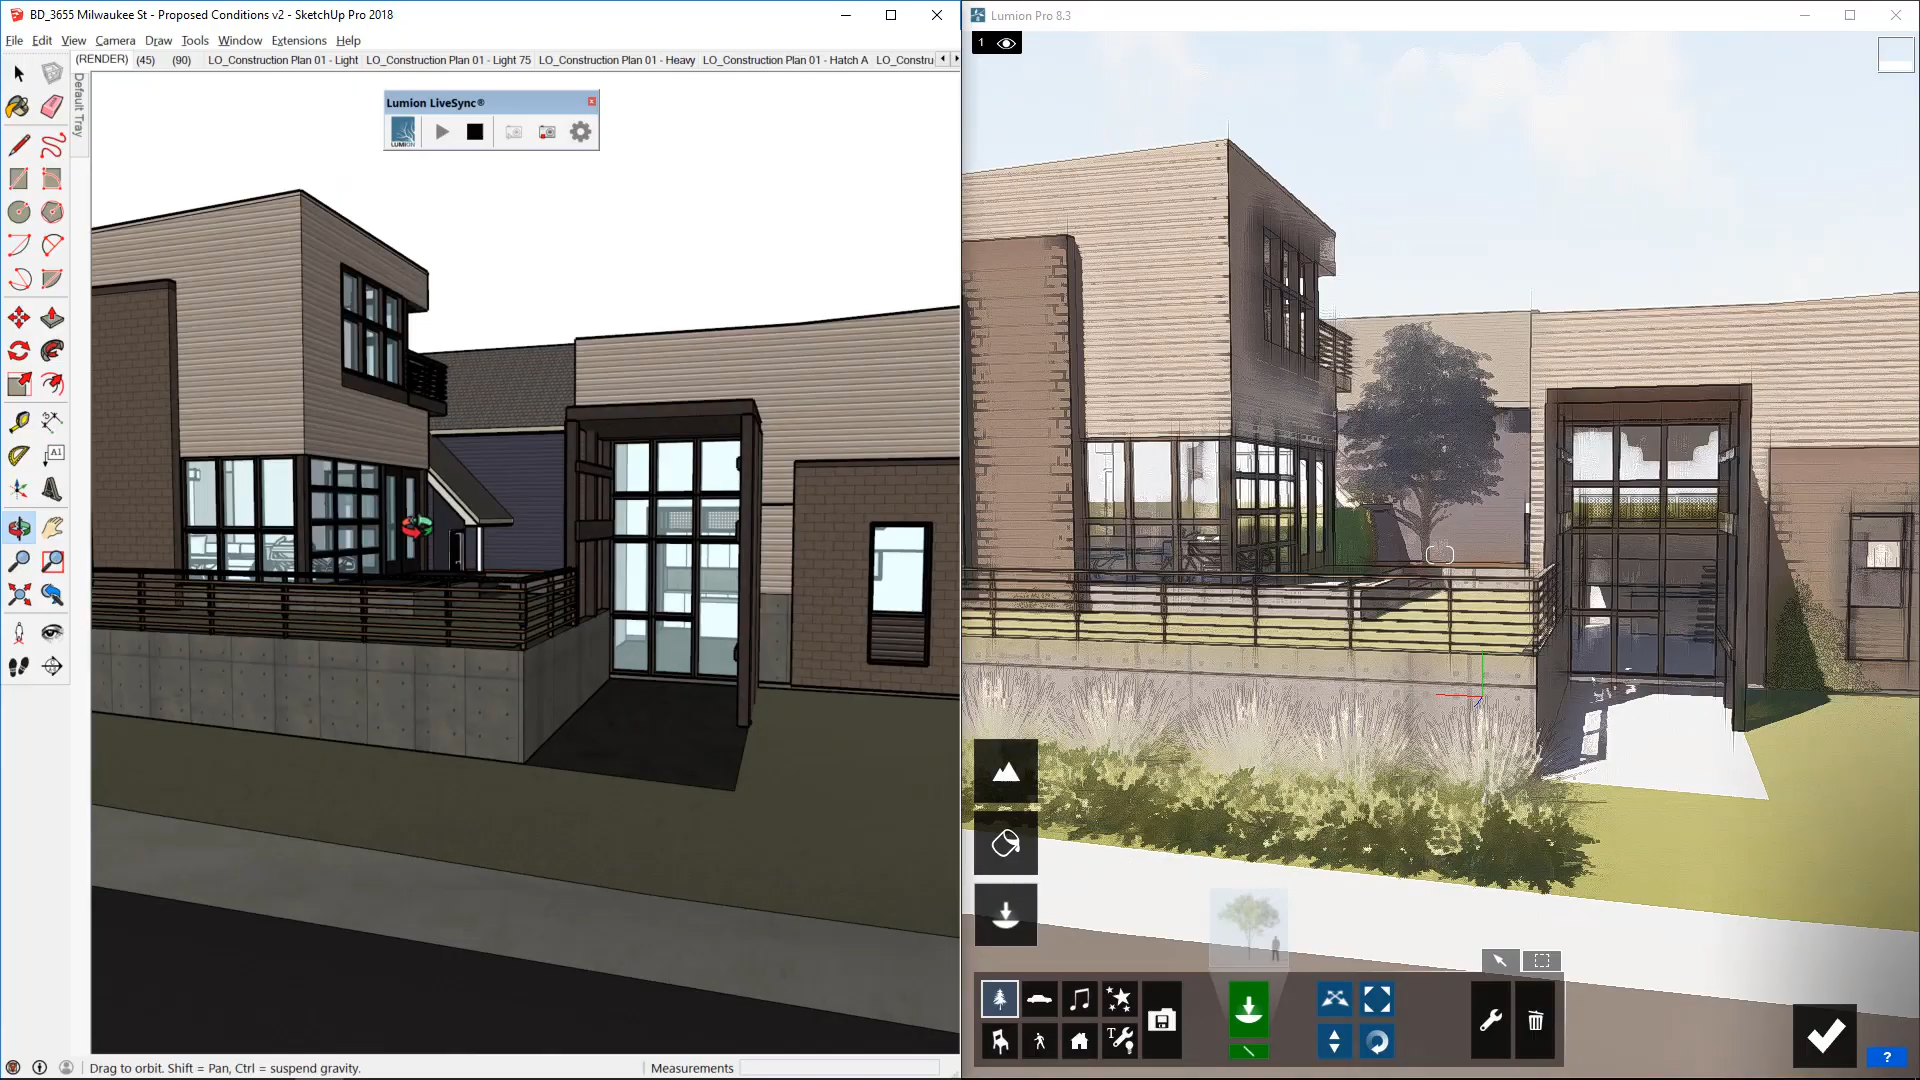 BD_3655 Milwaukee St - Proposed Conditions v2 - SketchUp Pro 2018
File Edit View Camera Draw Tools Window Extensions Help
(RENDER) (45) (90) LO_Construction Plan 01 - Light LO_Construction Plan 01 - Light 75 LO_Construction Plan 01 - Heavy LO_Construction Plan 01 - Hatch A LO_Constru
Default Tray
Lumion LiveSync®
LUMION
A1
Drag to orbit. Shift = Pan, Ctrl = suspend gravity.
Measurements
Lumion Pro 8.3
1
T
?